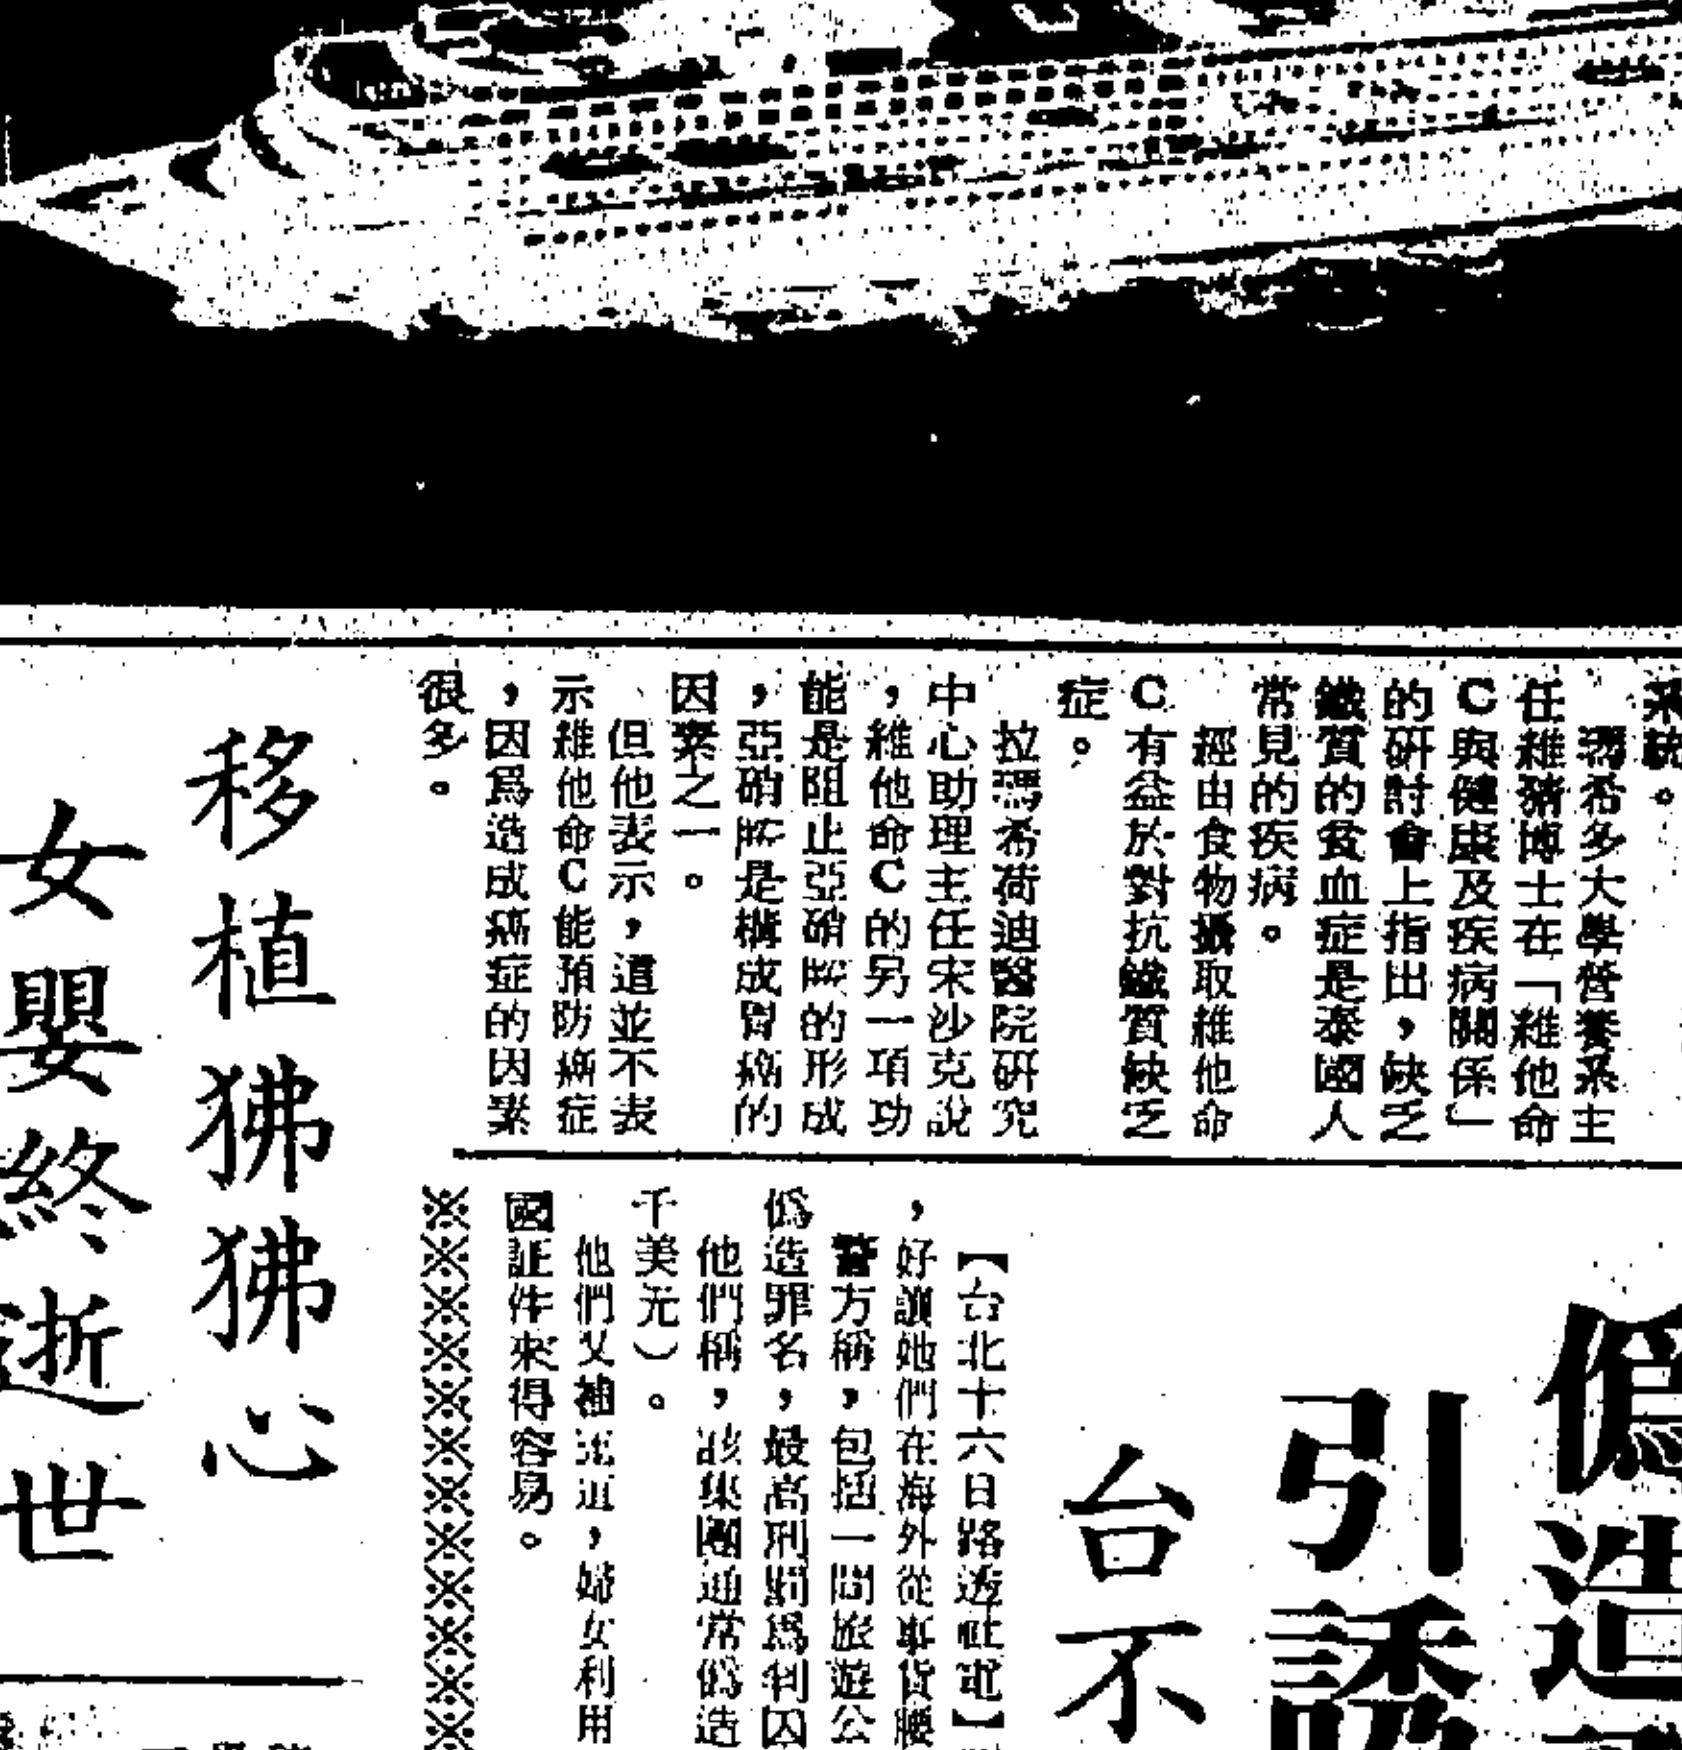 系統。
瑪希多大學營養系主
任維猜博士在「維他命
C與健康及疾病關係」
的研討會上指出，缺乏
鐵質的貧血症是泰國人
常見的疾病。
經由食物攝取維他命
C有益於對抗鐵質缺乏
症。
拉瑪希荷迪醫院研究
中心助理主任宋沙克說
，維他命C的另一項功
能是阻止亞硝胺的形成
，亞硝胺是構成胃癌的
因素之一。
但他表示，這並不表
示維他命C能預防癌症
，因爲造成癌症的因素
很多。
僞造
引誘
台不
【台北十六日路透社電】
，好讓她們在海外從事貨腰
警方稱，包括一間旅遊公
僞造罪名，最高刑罰爲判囚
他們稱，該集團通常僞造
千美元）。
他們又補充道，婦女利用
國証件來得容易。
移植狒狒心
女嬰終逝世